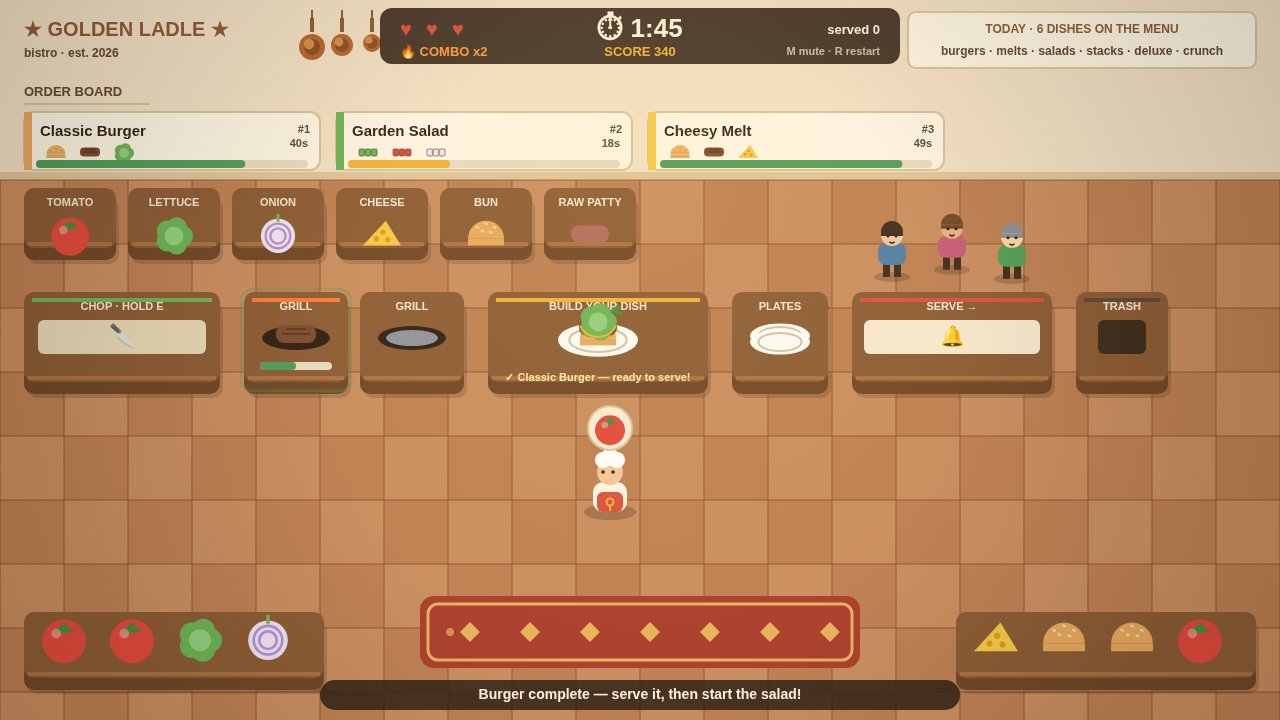 ★ GOLDEN LADLE ★
bistro · est. 2026
🔥 COMBO x2
1:45
SCORE 340
served 0
M mute · R restart
TODAY · 6 DISHES ON THE MENU
burgers · melts · salads · stacks · deluxe · crunch
ORDER BOARD
Classic Burger
#1
40s
Garden Salad
#2
18s
Cheesy Melt
#3
49s
TOMATO
LETTUCE
ONION
CHEESE
BUN
RAW PATTY
CHOP · HOLD E
GRILL
GRILL
BUILD YOUR DISH
PLATES
SERVE →
TRASH
✓ Classic Burger — ready to serve!
Burger complete — serve it, then start the salad!